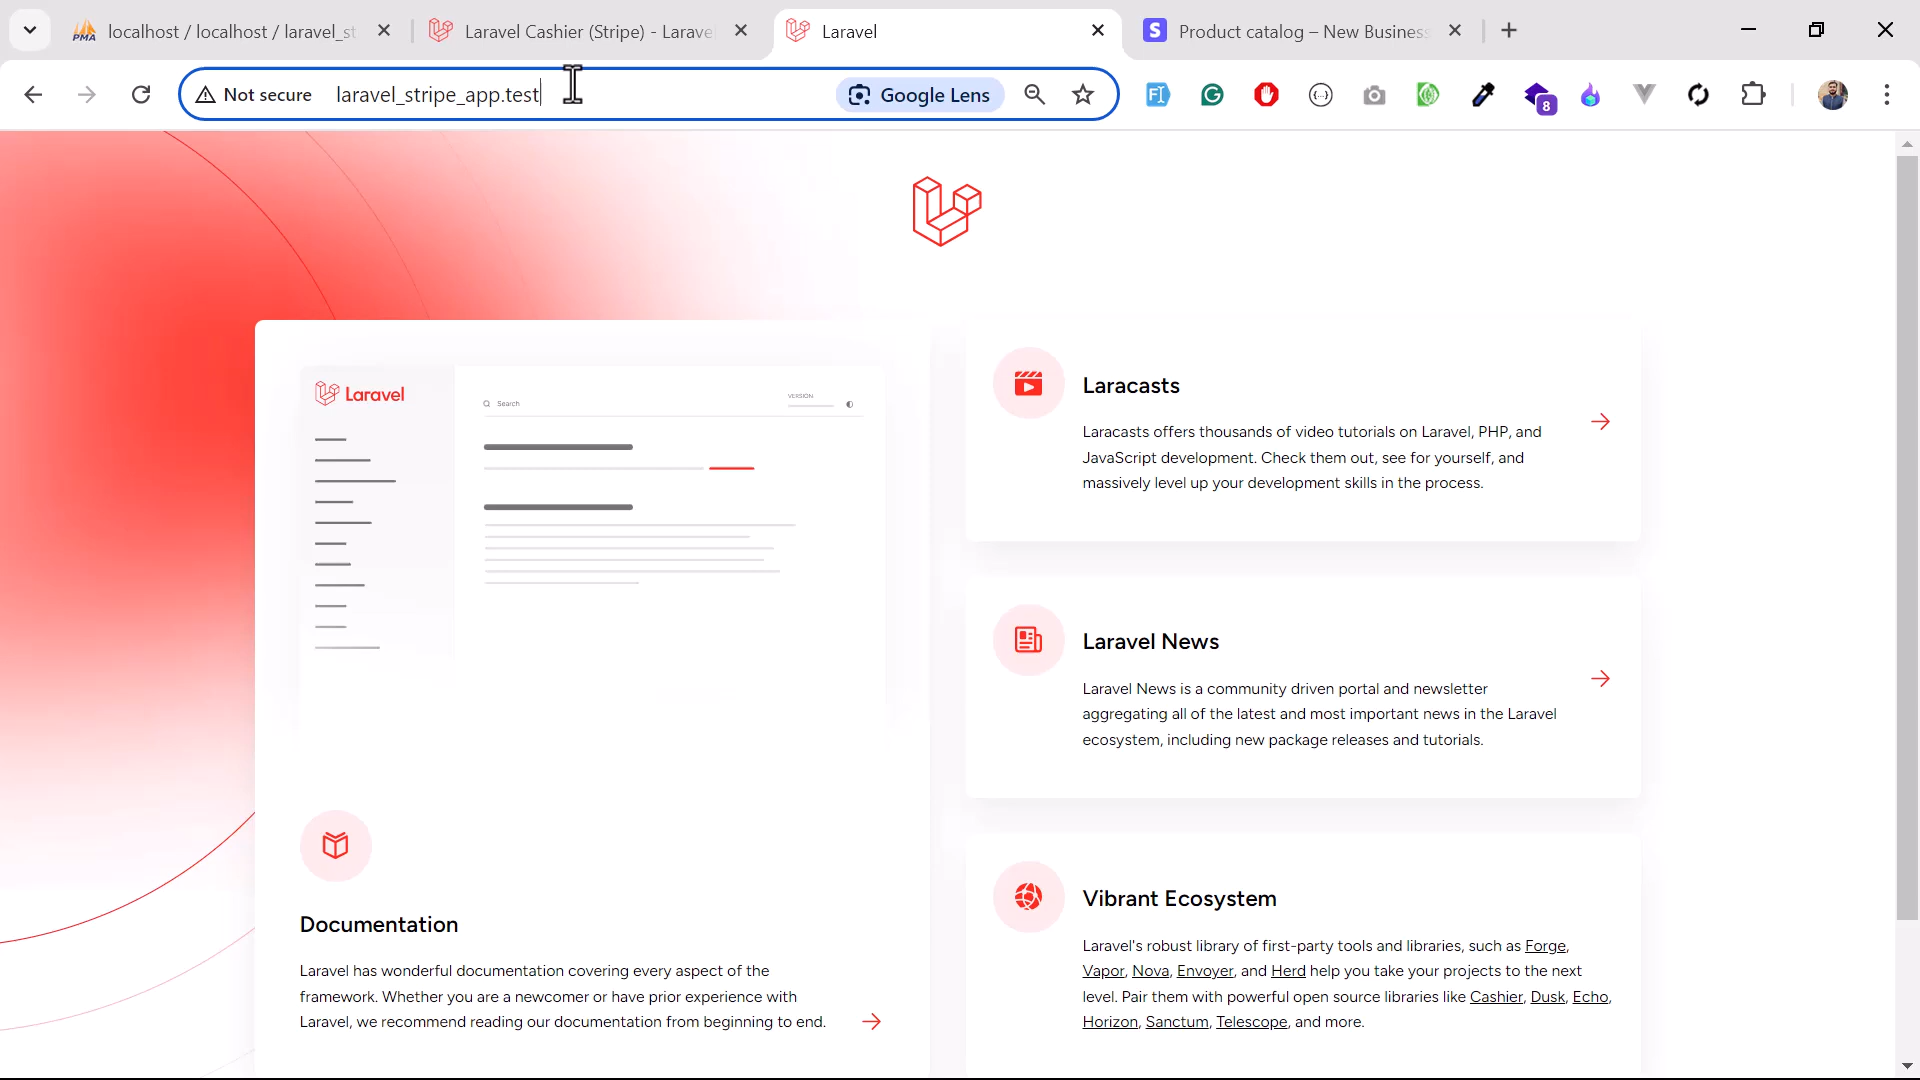 localhost / localhost / laravel_st
Laravel Cashier (Stripe) - Larave
Laravel
Product catalog – New Business
Not secure
laravel_stripe_app.test
Google Lens
8
Laravel
Search
VERSION
Documentation
Laravel has wonderful documentation covering every aspect of the
framework. Whether you are a newcomer or have prior experience with
Laravel, we recommend reading our documentation from beginning to end.
Laracasts
Laracasts offers thousands of video tutorials on Laravel, PHP, and
JavaScript development. Check them out, see for yourself, and
massively level up your development skills in the process.
Laravel News
Laravel News is a community driven portal and newsletter
aggregating all of the latest and most important news in the Laravel
ecosystem, including new package releases and tutorials.
Vibrant Ecosystem
Laravel's robust library of first-party tools and libraries, such as Forge,
Vapor, Nova, Envoyer, and Herd help you take your projects to the next
level. Pair them with powerful open source libraries like Cashier, Dusk, Echo,
Horizon, Sanctum, Telescope, and more.